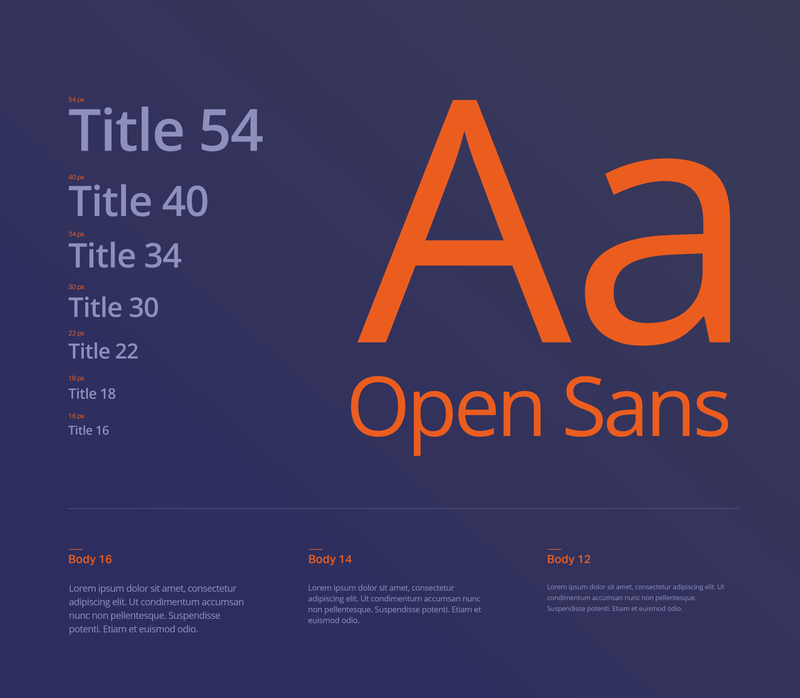 54 px
Title 54
40 px
Title 40
34 px
Title 34
30 px
Title 30
22 px
Title 22
18 px
Title 18
16 px
Title 16
Aa
Open Sans
Body 16
Lorem ipsum dolor sit amet, consectetur
adipiscing elit. Ut condimentum accumsan
nunc non pellentesque. Suspendisse
potenti. Etiam et euismod odio.
Body 14
Lorem ipsum dolor sit amet, consectetur
adipiscing elit. Ut condimentum accumsan nunc
non pellentesque. Suspendisse potenti. Etiam et
euismod odio.
Body 12
Lorem ipsum dolor sit amet, consectetur adipiscing elit. Ut
condimentum accumsan nunc non pellentesque.
Suspendisse potenti. Etiam et euismod odio.